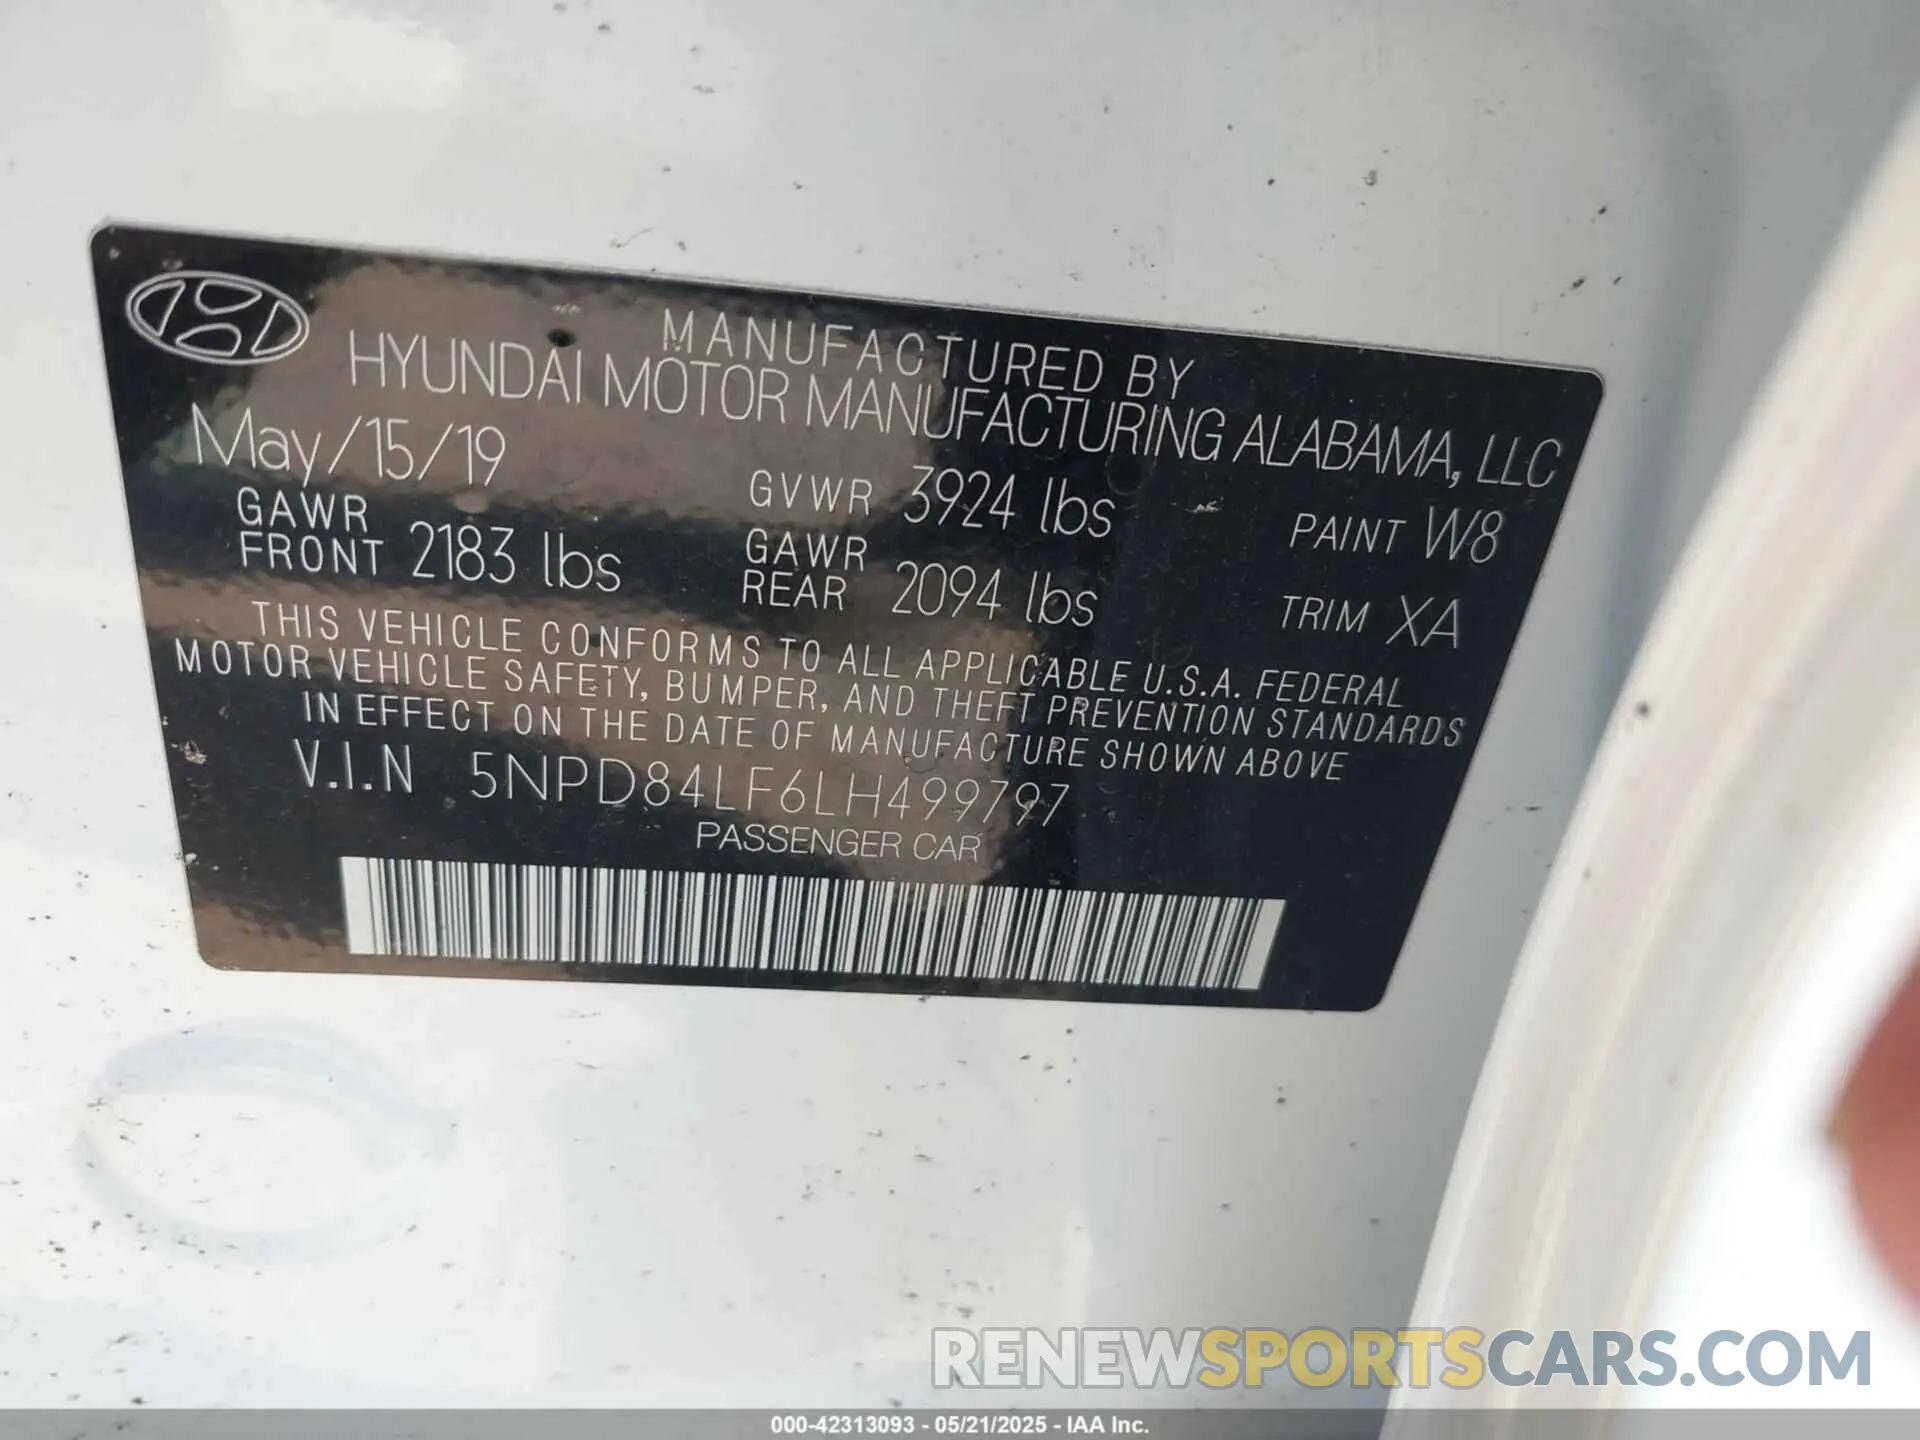 MANUFACTURED BY
HYUNDAI MOTOR MANUFACTURING ALABAMA, LLC
May/15/19
GVWR 3924 lbs
PAINT W8
GAWR FRONT 2183 lbs
GAWR REAR 2094 lbs
TRIM XA
THIS VEHICLE CONFORMS TO ALL APPLICABLE U.S.A. FEDERAL
MOTOR VEHICLE SAFETY, BUMPER, AND THEFT PREVENTION STANDARDS
IN EFFECT ON THE DATE OF MANUFACTURE SHOWN ABOVE
V.I.N 5NPD84LF6LH499797
PASSENGER CAR
RENEWSPORTSCARS.COM
000-42313093 - 05/21/2025 - IAA Inc.